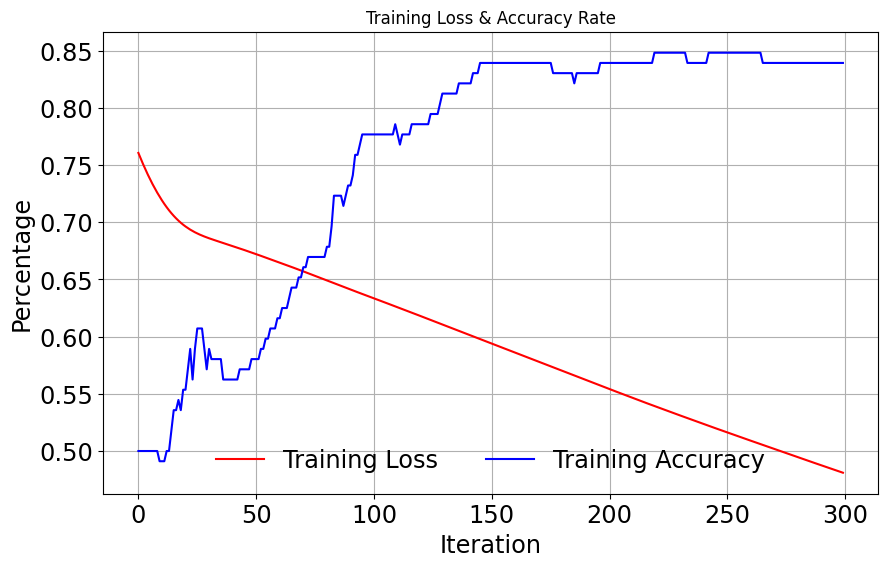 Training Loss & Accuracy Rate
0.85
0.80
0.75
0.70
0.65
0.60
0.55
0.50
Percentage
Training Loss Training Accuracy
0 50 100 150 200 250 300
Iteration